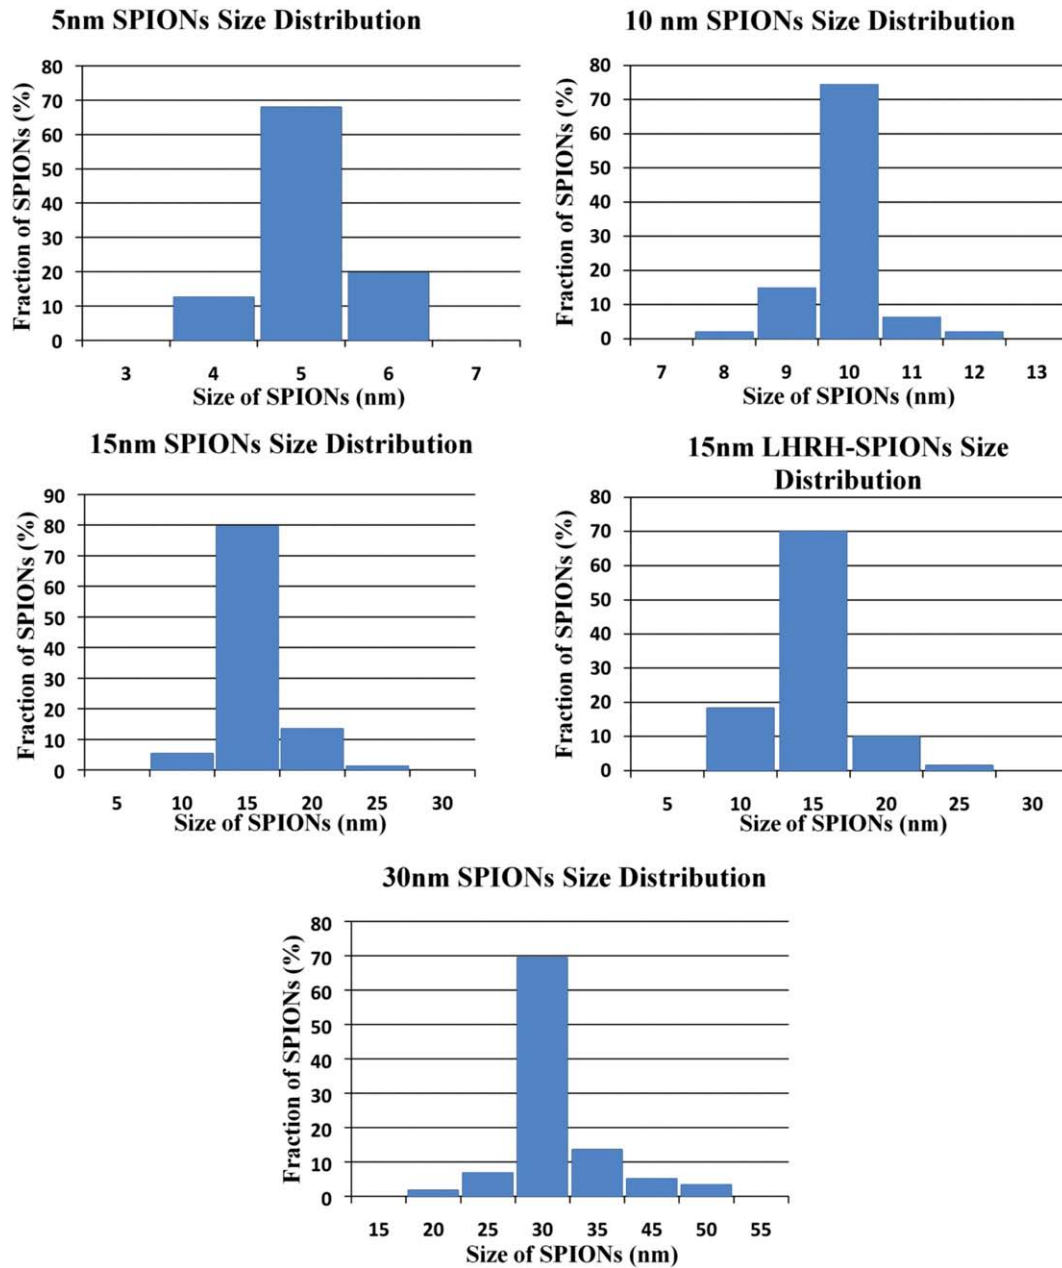 5nm SPIONs Size Distribution
Fraction of SPIONs (%)
80
70
60
50
40
30
20
10
0
3 4 5 6 7
Size of SPIONs (nm)
10 nm SPIONs Size Distribution
Fraction of SPIONs (%)
80
70
60
50
40
30
20
10
0
7 8 9 10 11 12 13
Size of SPIONs (nm)
15nm SPIONs Size Distribution
Fraction of SPIONs (%)
90
80
70
60
50
40
30
20
10
0
5 10 15 20 25 30
Size of SPIONs (nm)
15nm LHRH-SPIONs Size
Distribution
Fraction of SPIONs (%)
80
70
60
50
40
30
20
10
0
5 10 15 20 25 30
Size of SPIONs (nm)
30nm SPIONs Size Distribution
Fraction of SPIONs (%)
80
70
60
50
40
30
20
10
0
15 20 25 30 35 45 50 55
Size of SPIONs (nm)